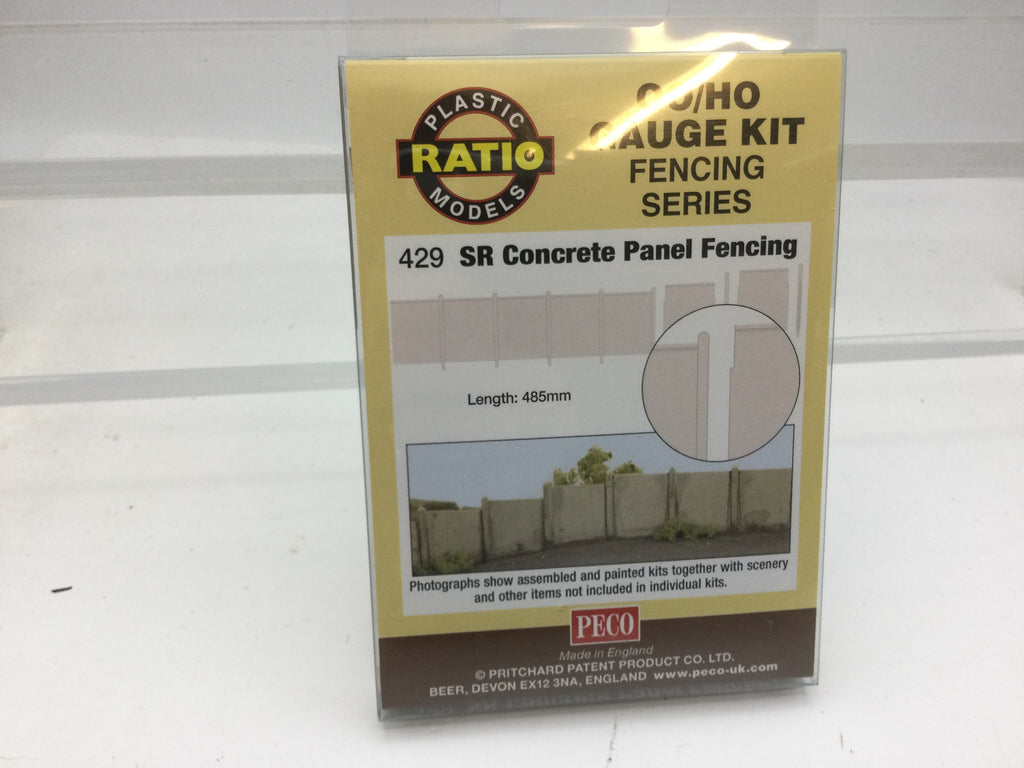 PLASTIC
RATIO
MODELS
OO/HO
GAUGE KIT
FENCING
SERIES
429 SR Concrete Panel Fencing
Length: 485mm
Photographs show assembled and painted kits together with scenery
and other items not included in individual kits.
PECO
Made in England
© PRITCHARD PATENT PRODUCT CO. LTD.
BEER, DEVON EX12 3NA, ENGLAND www.peco-uk.com